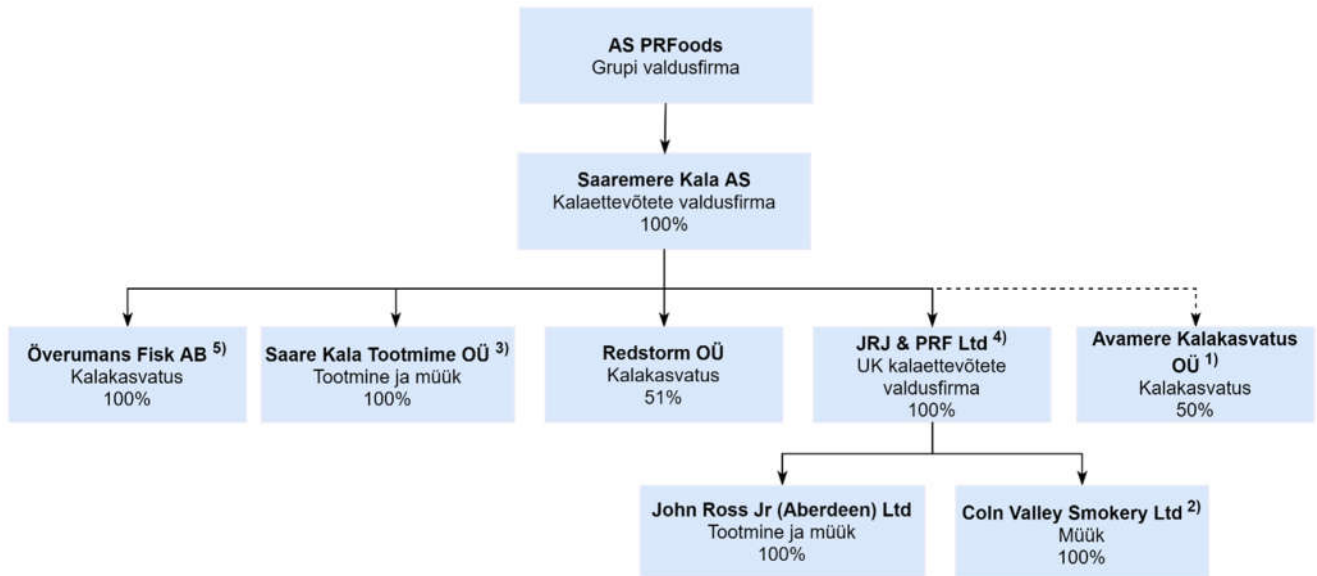 AS PRFoods
Grupi valdusfirma
Saaremere Kala AS
Kalaettevõtete valdusfirma
100%
Överumans Fisk AB 5)
Kalakasvatus
100%
Saare Kala Tootmime OÜ 3)
Tootmine ja müük
100%
Redstorm OÜ
Kalakasvatus
51%
JRJ & PRF Ltd 4)
UK kalaettevõtete
valdusfirma
100%
Avamere Kalakasvatus
OÜ 1)
Kalakasvatus
50%
John Ross Jr (Aberdeen) Ltd
Tootmine ja müük
100%
Coln Valley Smokery Ltd 2)
Müük
100%